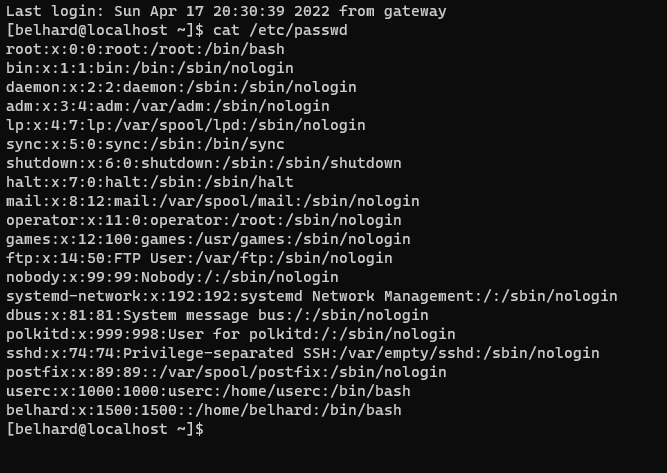 Last login: Sun Apr 17 20:30:39 2022 from gateway
[belhard@localhost ~]$ cat /etc/passwd
root:x:0:0:root:/root:/bin/bash
bin:x:1:1:bin:/bin:/sbin/nologin
daemon:x:2:2:daemon:/sbin:/sbin/nologin
adm:x:3:4:adm:/var/adm:/sbin/nologin
lp:x:4:7:lp:/var/spool/lpd:/sbin/nologin
sync:x:5:0:sync:/sbin:/bin/sync
shutdown:x:6:0:shutdown:/sbin:/sbin/shutdown
halt:x:7:0:halt:/sbin:/sbin/halt
mail:x:8:12:mail:/var/spool/mail:/sbin/nologin
operator:x:11:0:operator:/root:/sbin/nologin
games:x:12:100:games:/usr/games:/sbin/nologin
ftp:x:14:50:FTP User:/var/ftp:/sbin/nologin
nobody:x:99:99:Nobody:/:/sbin/nologin
systemd-network:x:192:192:systemd Network Management:/:/sbin/nologin
dbus:x:81:81:System message bus:/:/sbin/nologin
polkitd:x:999:998:User for polkitd:/:/sbin/nologin
sshd:x:74:74:Privilege-separated SSH:/var/empty/sshd:/sbin/nologin
postfix:x:89:89::/var/spool/postfix:/sbin/nologin
userc:x:1000:1000:userc:/home/userc:/bin/bash
belhard:x:1500:1500::/home/belhard:/bin/bash
[belhard@localhost ~]$